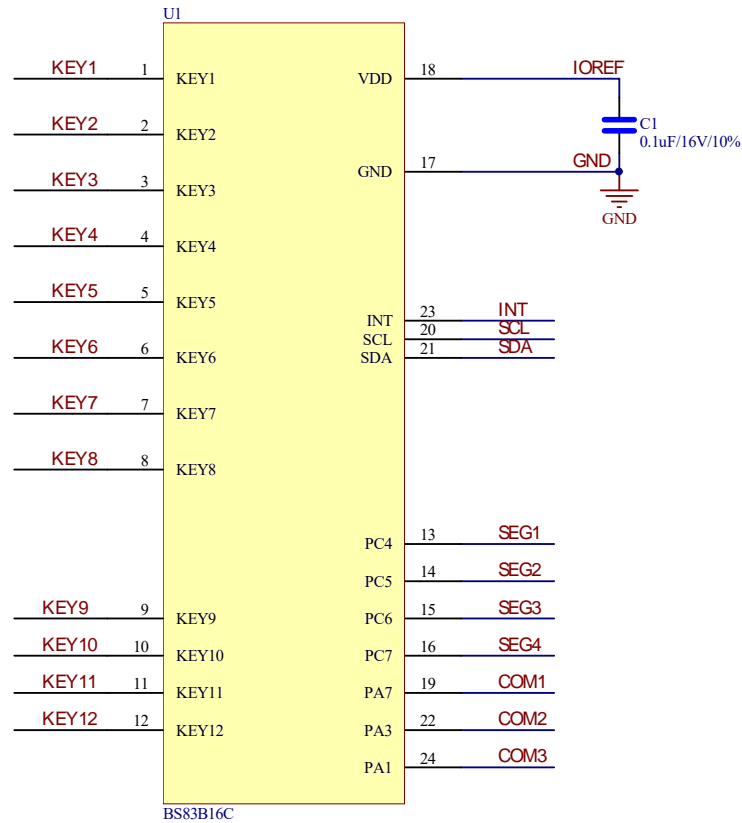 U1
KEY1 1 KEY1 VDD 18 IOREF
C1
0.1uF/16V/10%
KEY2 2 KEY2
GND 17 GND
KEY3 3 KEY3
GND
KEY4 4 KEY4
KEY5 5 KEY5
INT 23 INT
SCL 20 SCL
KEY6 6 KEY6 SDA 21 SDA
KEY7 7 KEY7
KEY8 8 KEY8
PC4 13 SEG1
PC5 14 SEG2
KEY9 9 KEY9 PC6 15 SEG3
KEY10 10 KEY10 PC7 16 SEG4
KEY11 11 KEY11 PA7 19 COM1
KEY12 12 KEY12 PA3 22 COM2
PA1 24 COM3
BS83B16C